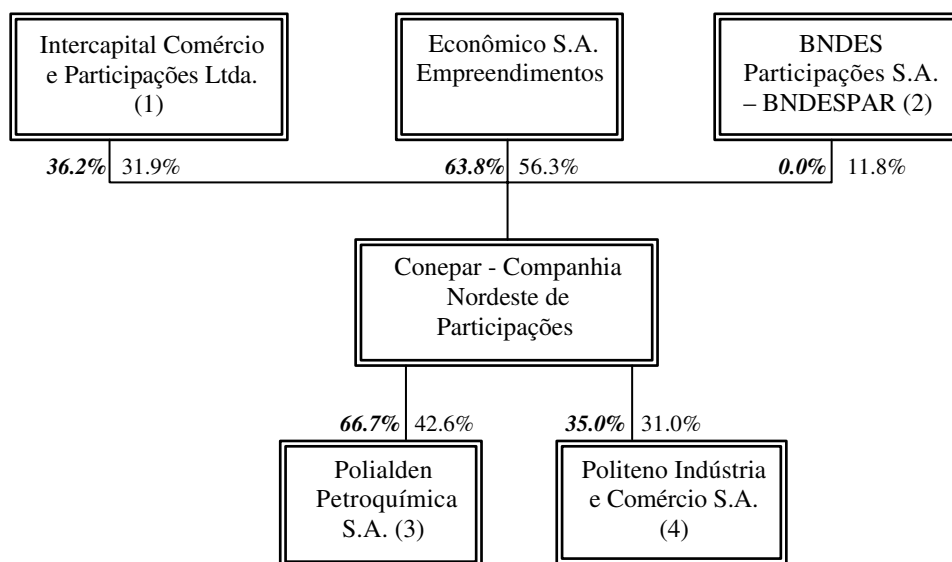 Intercapital Comércio
e Participações Ltda.
(1)
Econômico S.A.
Empreendimentos
BNDES
Participações S.A.
– BNDESPAR (2)
36.2% 31.9%
63.8% 56.3%
0.0% 11.8%
Conepar - Companhia
Nordeste de
Participações
66.7% 42.6%
35.0% 31.0%
Polialden
Petroquímica
S.A. (3)
Politeno Indústria
e Comércio S.A.
(4)